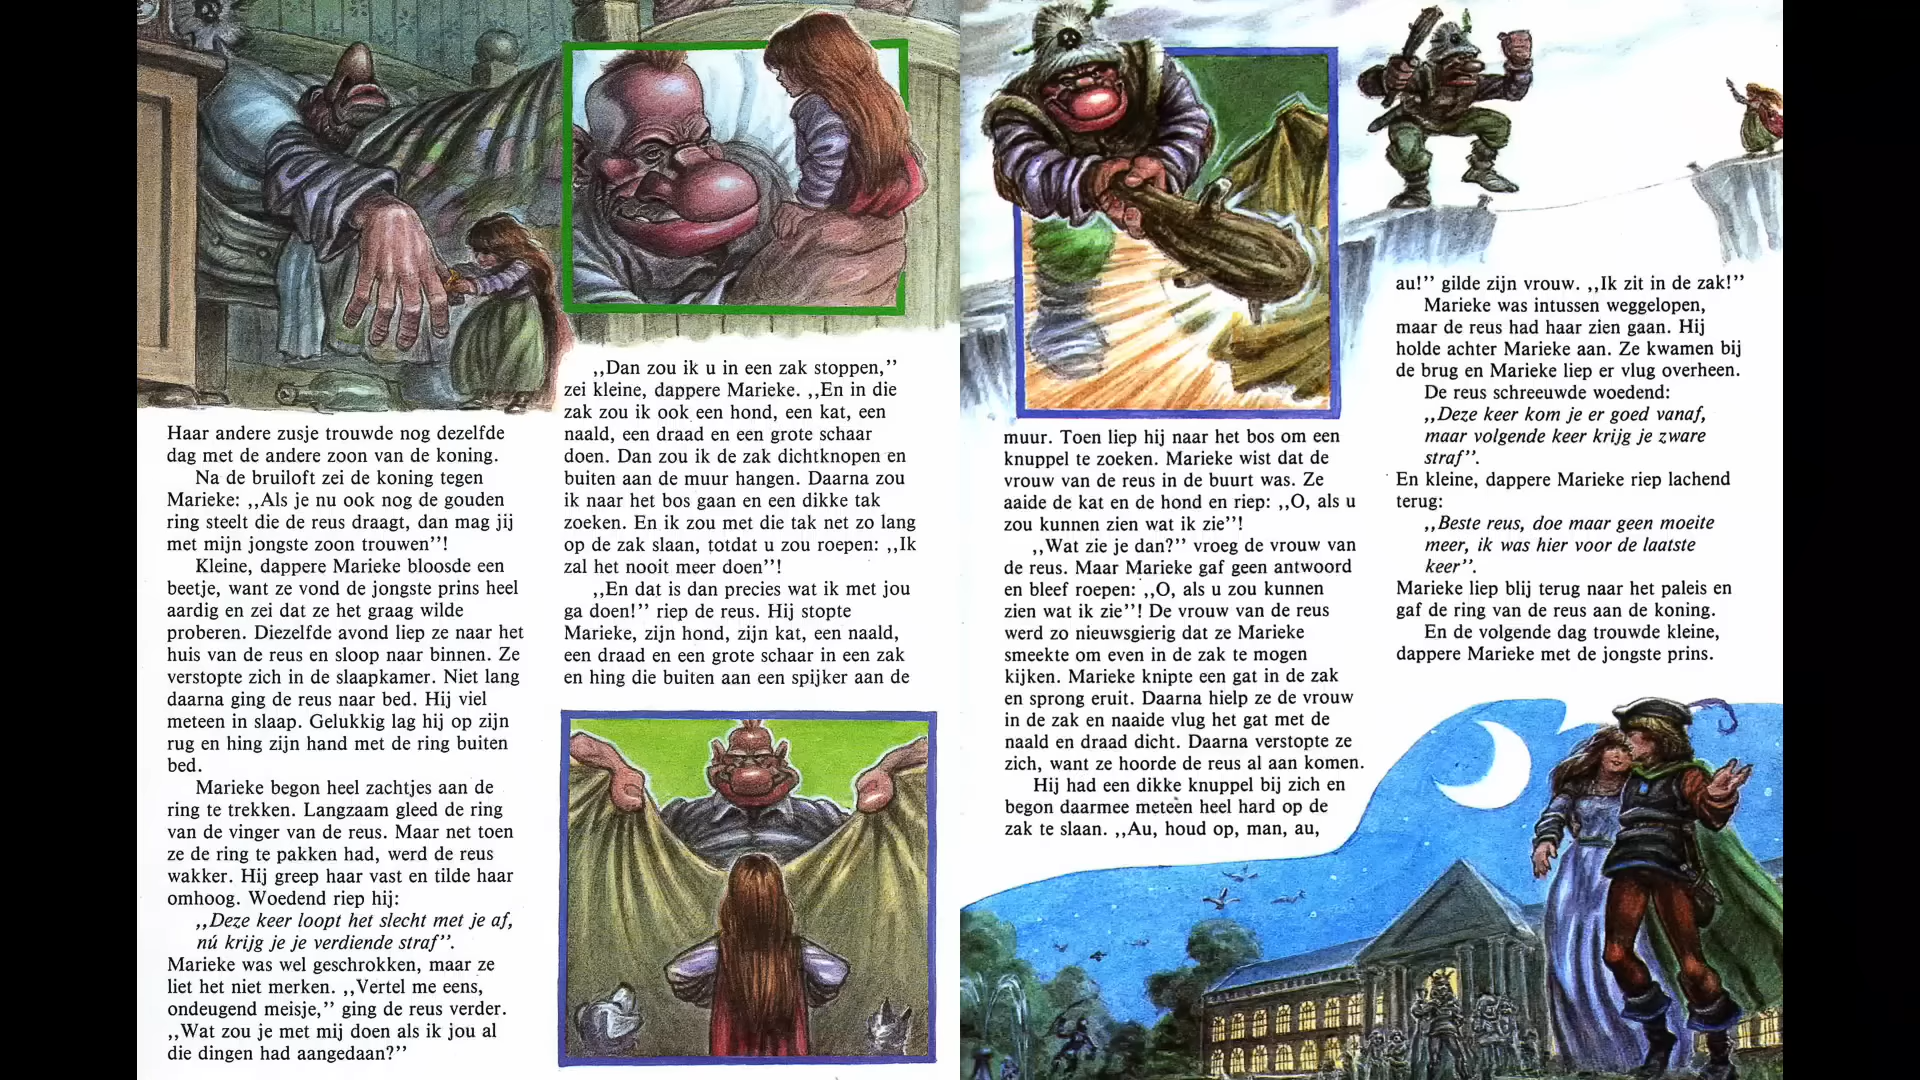 Haar andere zusje trouwde nog dezelfde
dag met de andere zoon van de koning.
Na de bruiloft zei de koning tegen
Marieke: ,,Als je nu ook nog de gouden
ring steelt die de reus draagt, dan mag jij
met mijn jongste zoon trouwen’’!
Kleine, dappere Marieke bloosde een
beetje, want ze vond de jongste prins heel
aardig en zei dat ze het graag wilde
proberen. Diezelfde avond liep ze naar het
huis van de reus en sloop naar binnen. Ze
verstopte zich in de slaapkamer. Niet lang
daarna ging de reus naar bed. Hij viel
meteen in slaap. Gelukkig lag hij op zijn
rug en hing zijn hand met de ring buiten
bed.
Marieke begon heel zachtjes aan de
ring te trekken. Langzaam gleed de ring
van de vinger van de reus. Maar net toen
ze de ring te pakken had, werd de reus
wakker. Hij greep haar vast en tilde haar
omhoog. Woedend riep hij:
,,Deze keer loopt het slecht met je af,
nú krijg je je verdiende straf’’.
Marieke was wel geschrokken, maar ze
liet het niet merken. ,,Vertel me eens,
ondeugend meisje,’’ ging de reus verder.
,,Wat zou je met mij doen als ik jou al
die dingen had aangedaan?’’
,,Dan zou ik u in een zak stoppen,’’
zei kleine, dappere Marieke. ,,En in die
zak zou ik ook een hond, een kat, een
naald, een draad en een grote schaar
doen. Dan zou ik de zak dichtknopen en
buiten aan de muur hangen. Daarna zou
ik naar het bos gaan en een dikke tak
zoeken. En ik zou met die tak net zo lang
op de zak slaan, totdat u zou roepen: ,,Ik
zal het nooit meer doen’’!
,,En dat is dan precies wat ik met jou
ga doen!’’ riep de reus. Hij stopte
Marieke, zijn hond, zijn kat, een naald,
een draad en een grote schaar in een zak
en hing die buiten aan een spijker aan de
muur. Toen liep hij naar het bos om een
knuppel te zoeken. Marieke wist dat de
vrouw van de reus in de buurt was. Ze
aaide de kat en de hond en riep: ,,O, als u
zou kunnen zien wat ik zie’’!
,,Wat zie je dan?’’ vroeg de vrouw van
de reus. Maar Marieke gaf geen antwoord
en bleef roepen: ,,O, als u zou kunnen
zien wat ik zie’’! De vrouw van de reus
werd zo nieuwsgierig dat ze Marieke
smeekte om even in de zak te mogen
kijken. Marieke knipte een gat in de zak
en sprong eruit. Daarna hielp ze de vrouw
in de zak en naaide vlug het gat met de
naald en draad dicht. Daarna verstopte ze
zich, want ze hoorde de reus al aan komen.
Hij had een dikke knuppel bij zich en
begon daarmee meteen heel hard op de
zak te slaan. ,,Au, houd op, man, au,
au!’’ gilde zijn vrouw. ,,Ik zit in de zak!’’
Marieke was intussen weggelopen,
maar de reus had haar zien gaan. Hij
holde achter Marieke aan. Ze kwamen bij
de brug en Marieke liep er vlug overheen.
De reus schreeuwde woedend:
,,Deze keer kom je er goed vanaf,
maar volgende keer krijg je zware
straf’’.
En kleine, dappere Marieke riep lachend
terug:
,,Beste reus, doe maar geen moeite
meer, ik was hier voor de laatste
keer’’.
Marieke liep blij terug naar het paleis en
gaf de ring van de reus aan de koning.
En de volgende dag trouwde kleine,
dappere Marieke met de jongste prins.